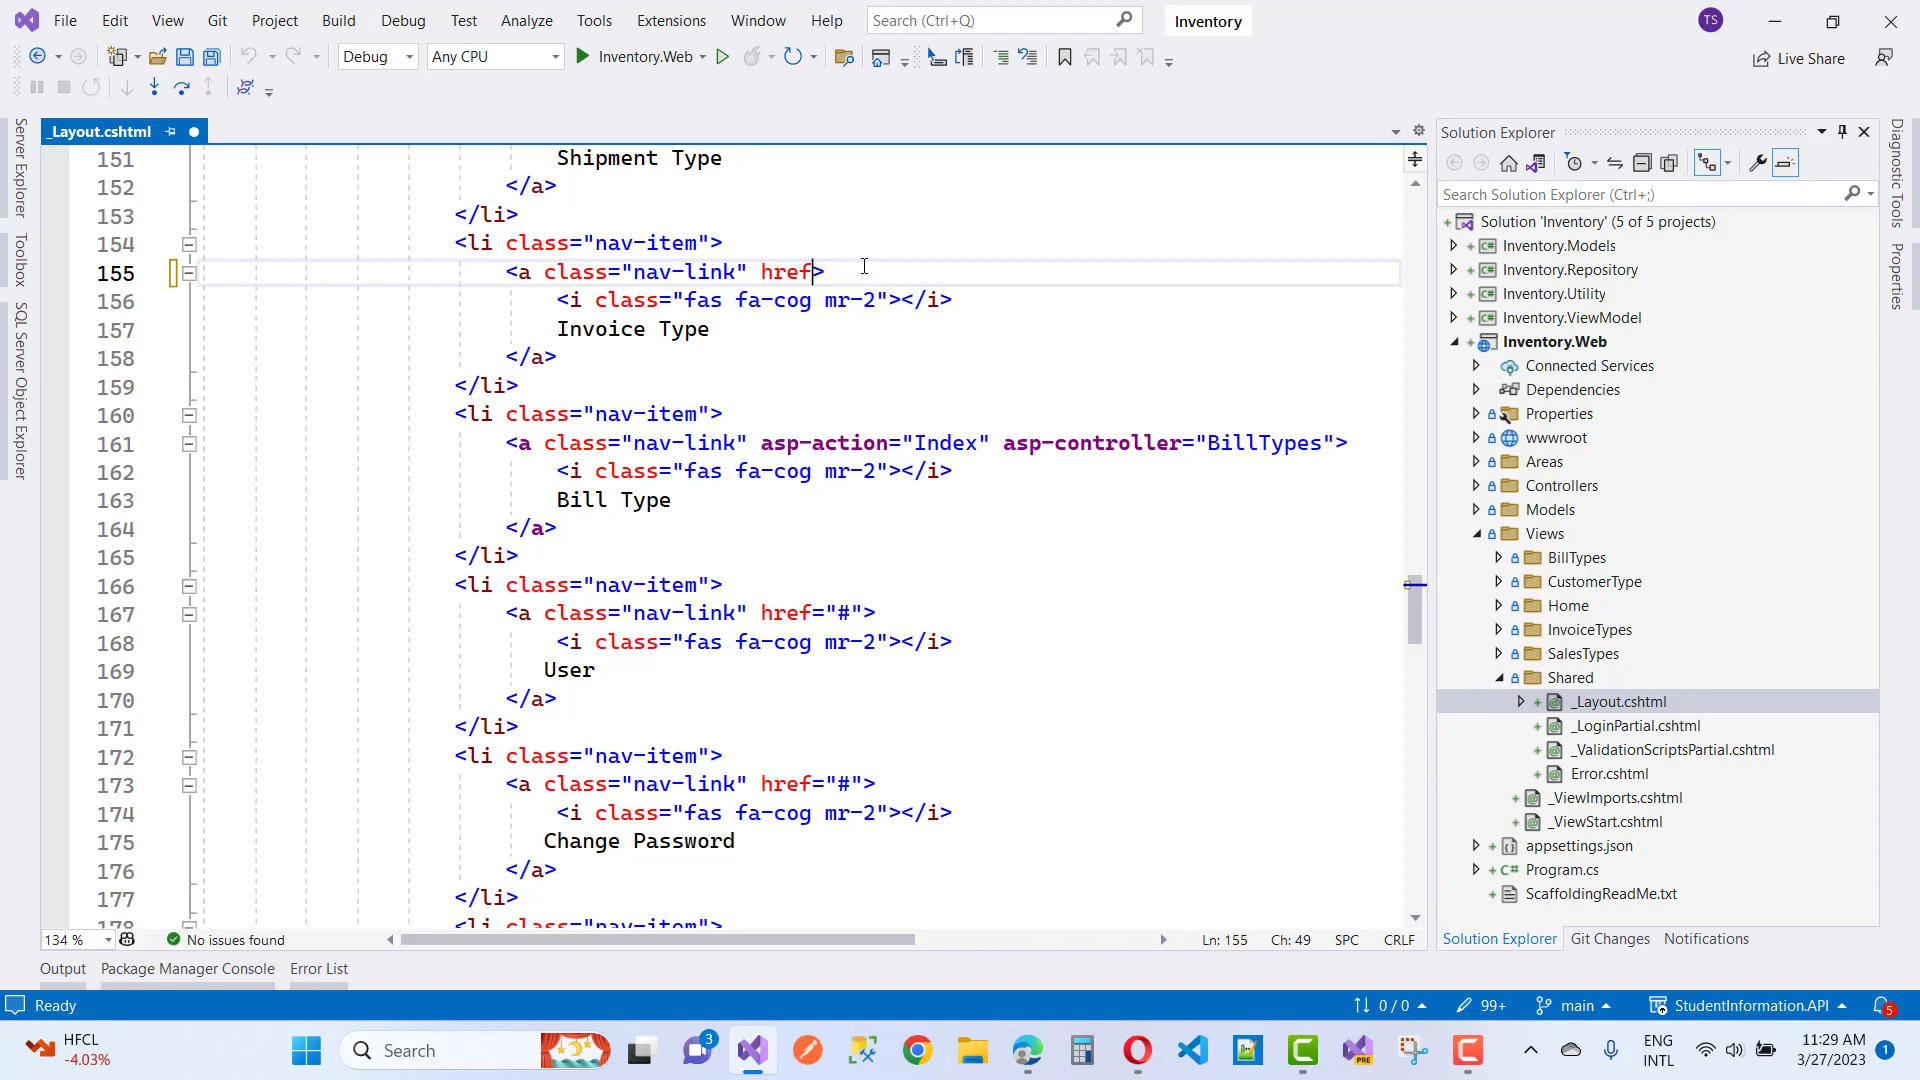 File Edit View Git Project Build Debug Test Analyze Tools Extensions Window Help Search (Ctrl+Q) Inventory TS
Debug Any CPU Inventory.Web Live Share
_Layout.cshtml
Server Explorer
Toolbox
SQL Server Object Explorer
151 Shipment Type
152 </a>
153 </li>
154 <li class="nav-item">
155 <a class="nav-link" href>
156 <i class="fas fa-cog mr-2"></i>
157 Invoice Type
158 </a>
159 </li>
160 <li class="nav-item">
161 <a class="nav-link" asp-action="Index" asp-controller="BillTypes">
162 <i class="fas fa-cog mr-2"></i>
163 Bill Type
164 </a>
165 </li>
166 <li class="nav-item">
167 <a class="nav-link" href="#">
168 <i class="fas fa-cog mr-2"></i>
169 User
170 </a>
171 </li>
172 <li class="nav-item">
173 <a class="nav-link" href="#">
174 <i class="fas fa-cog mr-2"></i>
175 Change Password
176 </a>
177 </li>
178 <li class="nav-item">
134 % No issues found Ln: 155 Ch: 49 SPC CRLF
Solution Explorer
Search Solution Explorer (Ctrl+;)
Solution 'Inventory' (5 of 5 projects)
Inventory.Models
Inventory.Repository
Inventory.Utility
Inventory.ViewModel
Inventory.Web
Connected Services
Dependencies
Properties
wwwroot
Areas
Controllers
Models
Views
BillTypes
CustomerType
Home
InvoiceTypes
SalesTypes
Shared
_Layout.cshtml
_LoginPartial.cshtml
_ValidationScriptsPartial.cshtml
Error.cshtml
_ViewImports.cshtml
_ViewStart.cshtml
appsettings.json
Program.cs
ScaffoldingReadMe.txt
Solution Explorer Git Changes Notifications
Diagnostic Tools
Properties
Output Package Manager Console Error List
Ready 0 / 0 99+ main StudentInformation.API 5
HFCL
-4.03%
Search
3
PRE
ENG
INTL
11:29 AM
3/27/2023
1